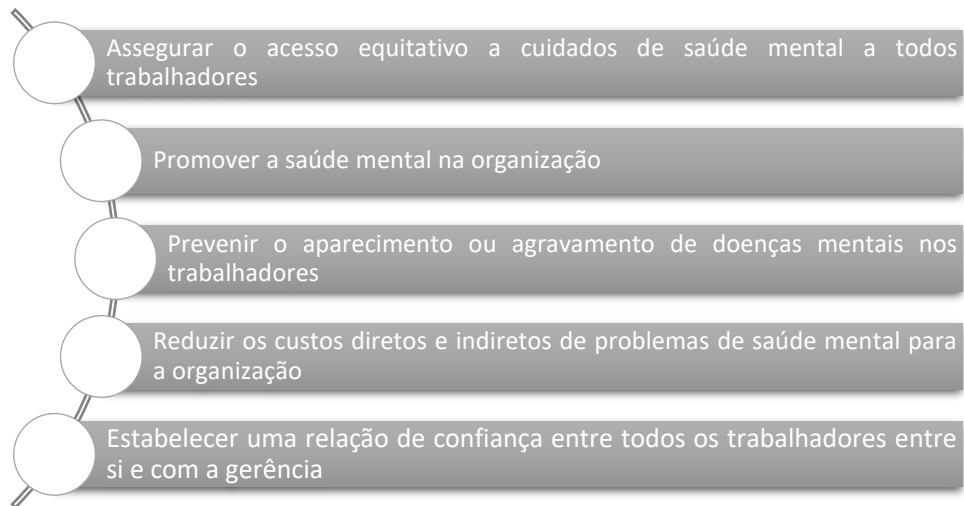 Assegurar o acesso equitativo a cuidados de saúde mental a todos
trabalhadores
Promover a saúde mental na organização
Prevenir o aparecimento ou agravamento de doenças mentais nos
trabalhadores
Reduzir os custos diretos e indiretos de problemas de saúde mental para
a organização
Estabelecer uma relação de confiança entre todos os trabalhadores entre
si e com a gerência